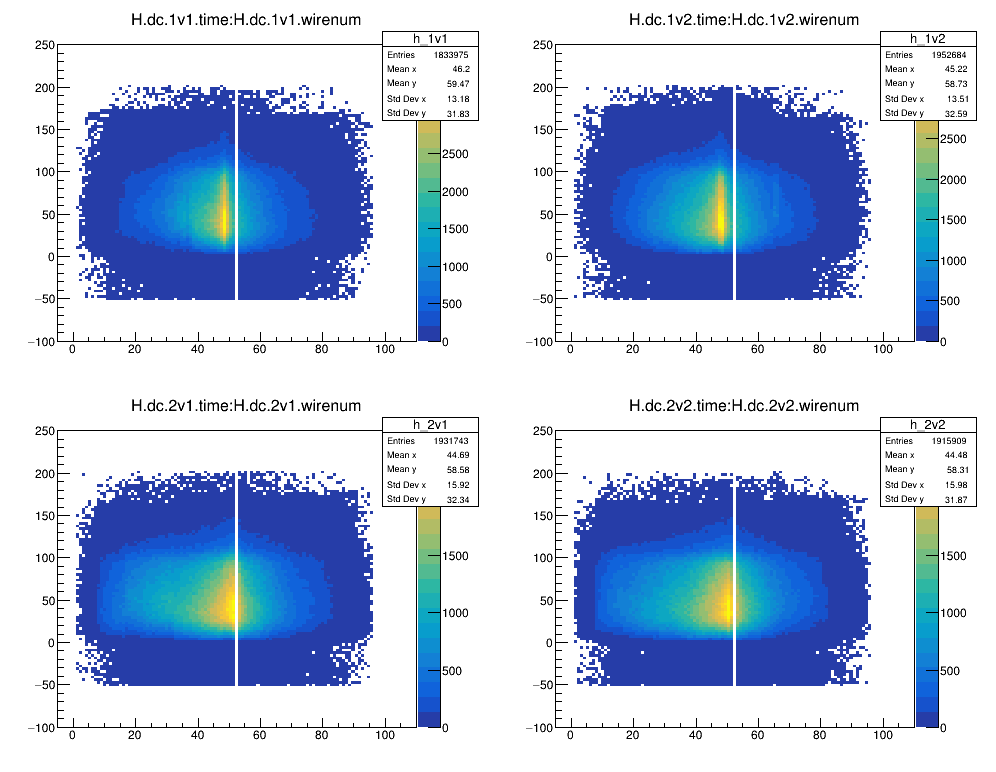 H.dc.1v1.time:H.dc.1v1.wirenum
h_1v1
Entries 1833975
Mean x 46.2
Mean y 59.47
Std Dev x 13.18
Std Dev y 31.83
250
200
150
100
50
0
−50
−100
0 20 40 60 80 100
2500
2000
1500
1000
500
0
H.dc.1v2.time:H.dc.1v2.wirenum
h_1v2
Entries 1952684
Mean x 45.22
Mean y 58.73
Std Dev x 13.51
Std Dev y 32.59
250
200
150
100
50
0
−50
−100
0 20 40 60 80 100
2500
2000
1500
1000
500
0
H.dc.2v1.time:H.dc.2v1.wirenum
h_2v1
Entries 1931743
Mean x 44.69
Mean y 58.58
Std Dev x 15.92
Std Dev y 32.34
250
200
150
100
50
0
−50
−100
0 20 40 60 80 100
1500
1000
500
0
H.dc.2v2.time:H.dc.2v2.wirenum
h_2v2
Entries 1915909
Mean x 44.48
Mean y 58.31
Std Dev x 15.98
Std Dev y 31.87
250
200
150
100
50
0
−50
−100
0 20 40 60 80 100
1500
1000
500
0